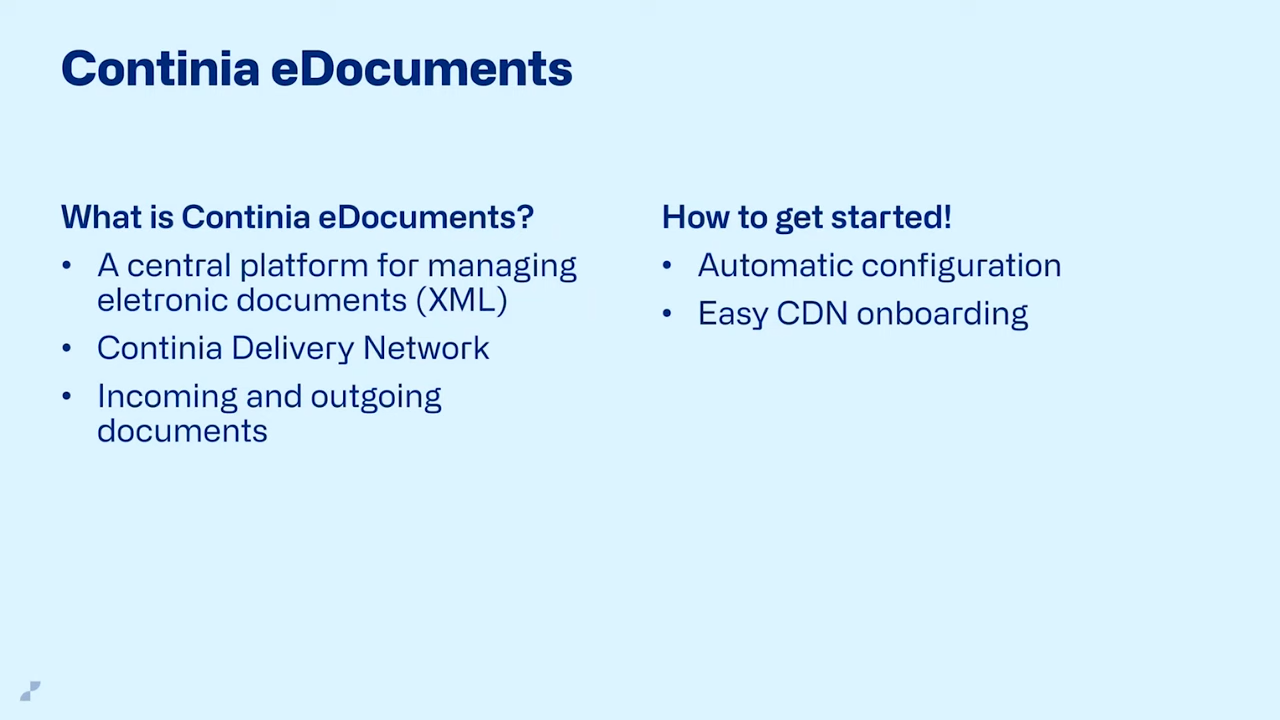 Continia eDocuments
What is Continia eDocuments?
• A central platform for managing
eletronic documents (XML)
• Continia Delivery Network
• Incoming and outgoing
documents
How to get started!
• Automatic configuration
• Easy CDN onboarding